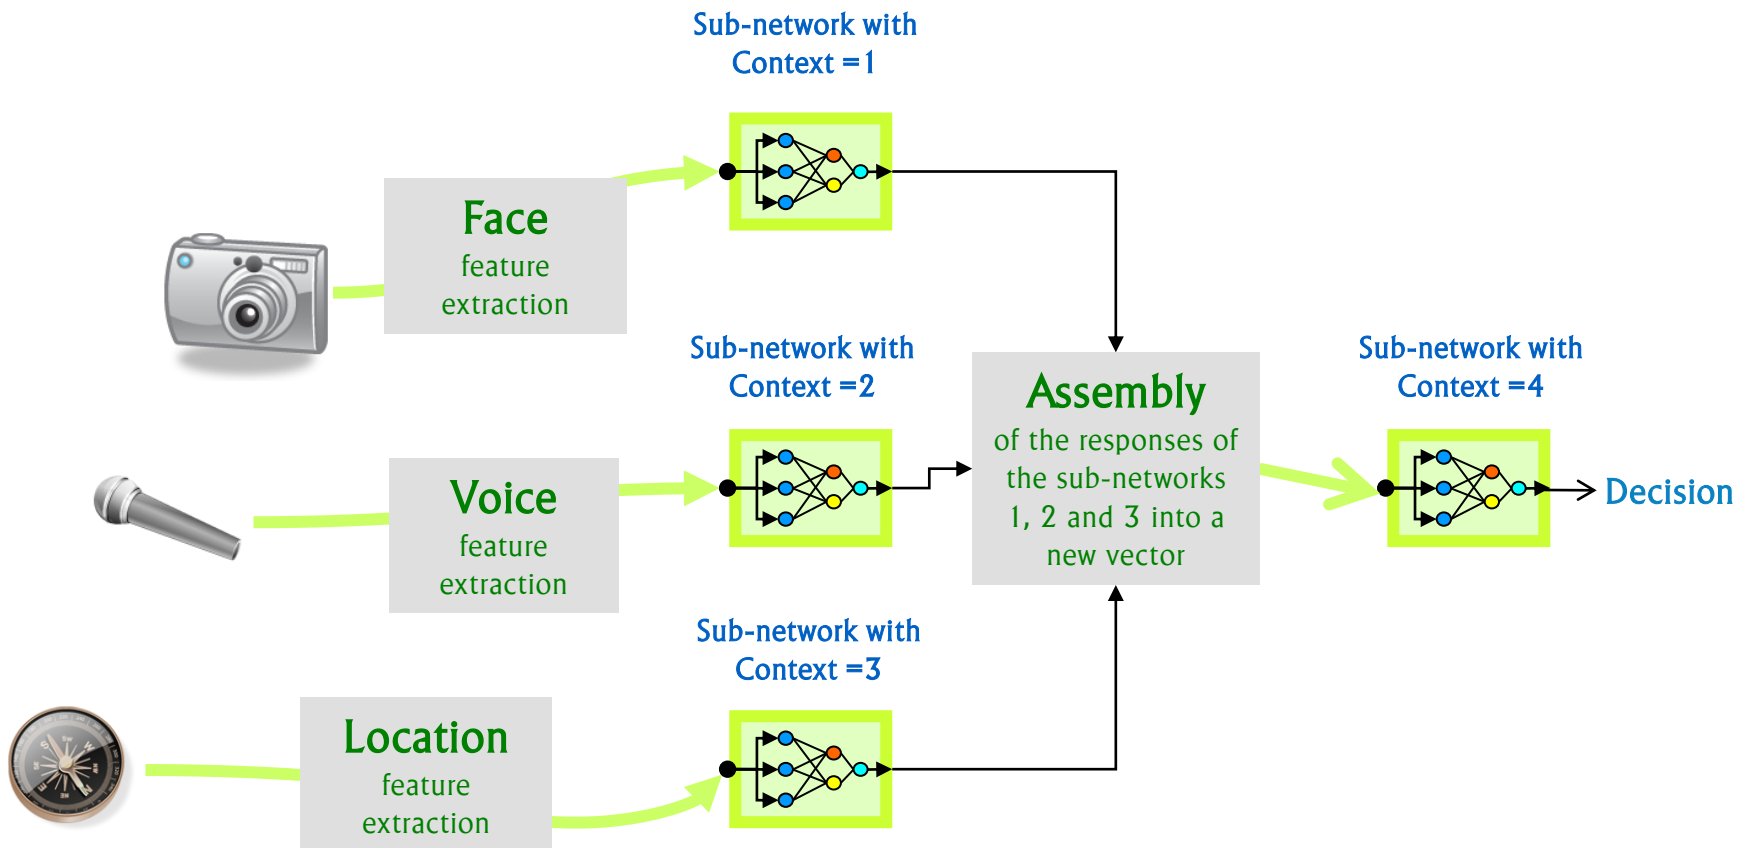 Sub-network with
Context =1
Face
feature
extraction
Sub-network with
Context =2
Voice
feature
extraction
Assembly
of the responses of
the sub-networks
1, 2 and 3 into a
new vector
Sub-network with
Context =4
Decision
Sub-network with
Context =3
Location
feature
extraction